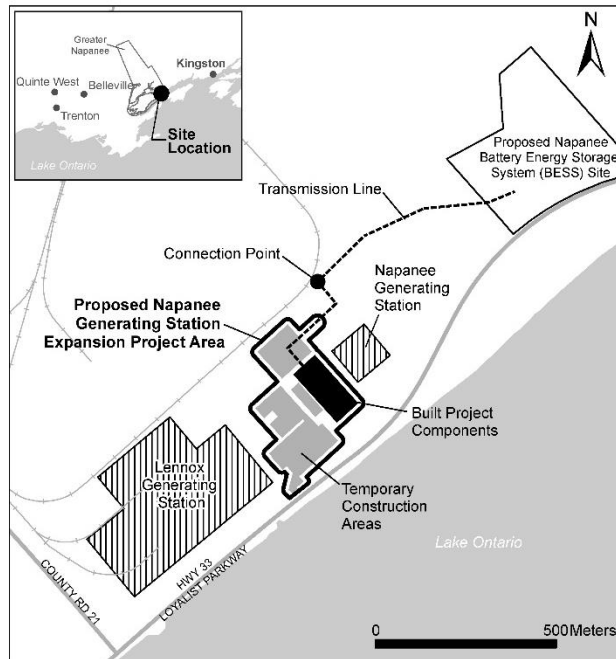 Greater
Napanee
Kingston
Quinte West
Belleville
Trenton
Site
Location
Lake Ontario
N
Proposed Napanee
Battery Energy Storage
System (BESS) Site
Transmission Line
Connection Point
Napanee
Generating
Station
Proposed Napanee
Generating Station
Expansion Project Area
Built Project
Components
Lennox
Generating
Station
Temporary
Construction
Areas
Lake Ontario
HWY 33
LOYALIST PARKWAY
COUNTY RD 21
0
500
Meters